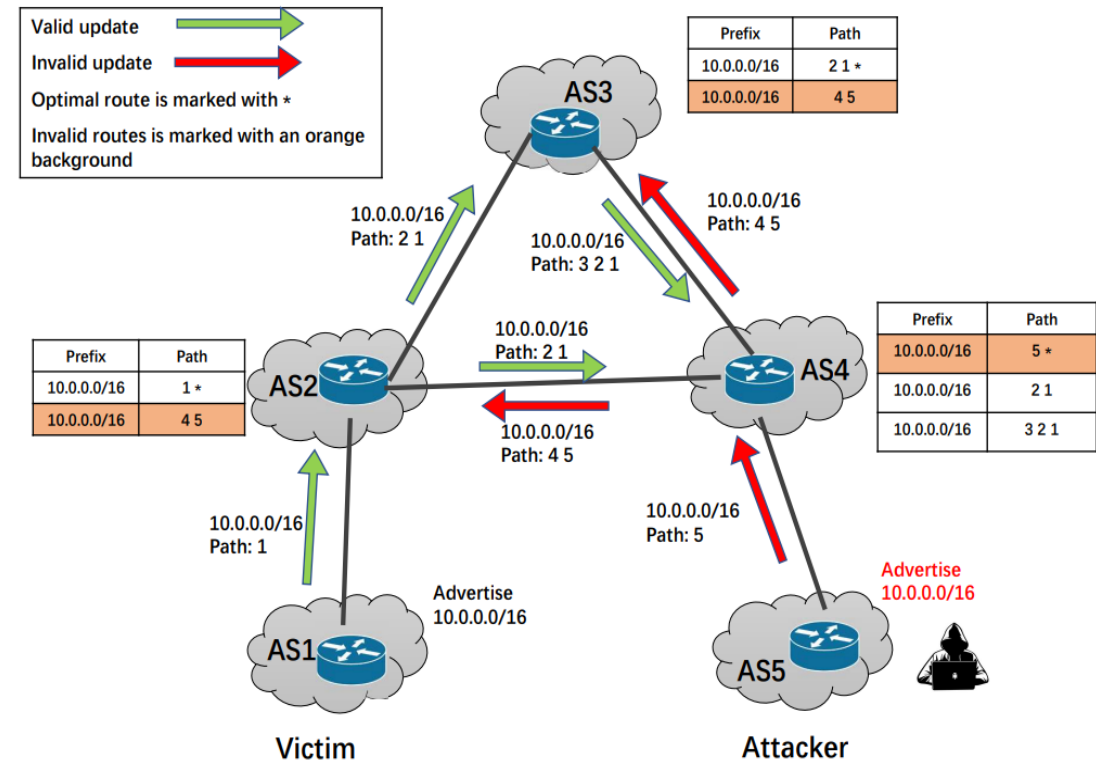 Valid update
Invalid update
Optimal route is marked with *
Invalid routes is marked with an orange
background
Prefix Path
10.0.0.0/16 2 1 *
10.0.0.0/16 4 5
AS3
10.0.0.0/16
Path: 2 1
10.0.0.0/16
Path: 3 2 1
10.0.0.0/16
Path: 4 5
Prefix Path
10.0.0.0/16 1 *
10.0.0.0/16 4 5
AS2
10.0.0.0/16
Path: 2 1
10.0.0.0/16
Path: 4 5
AS4
Prefix Path
10.0.0.0/16 5 *
10.0.0.0/16 2 1
10.0.0.0/16 3 2 1
10.0.0.0/16
Path: 1
10.0.0.0/16
Path: 5
Advertise
10.0.0.0/16
Advertise
10.0.0.0/16
AS1
AS5
Victim
Attacker